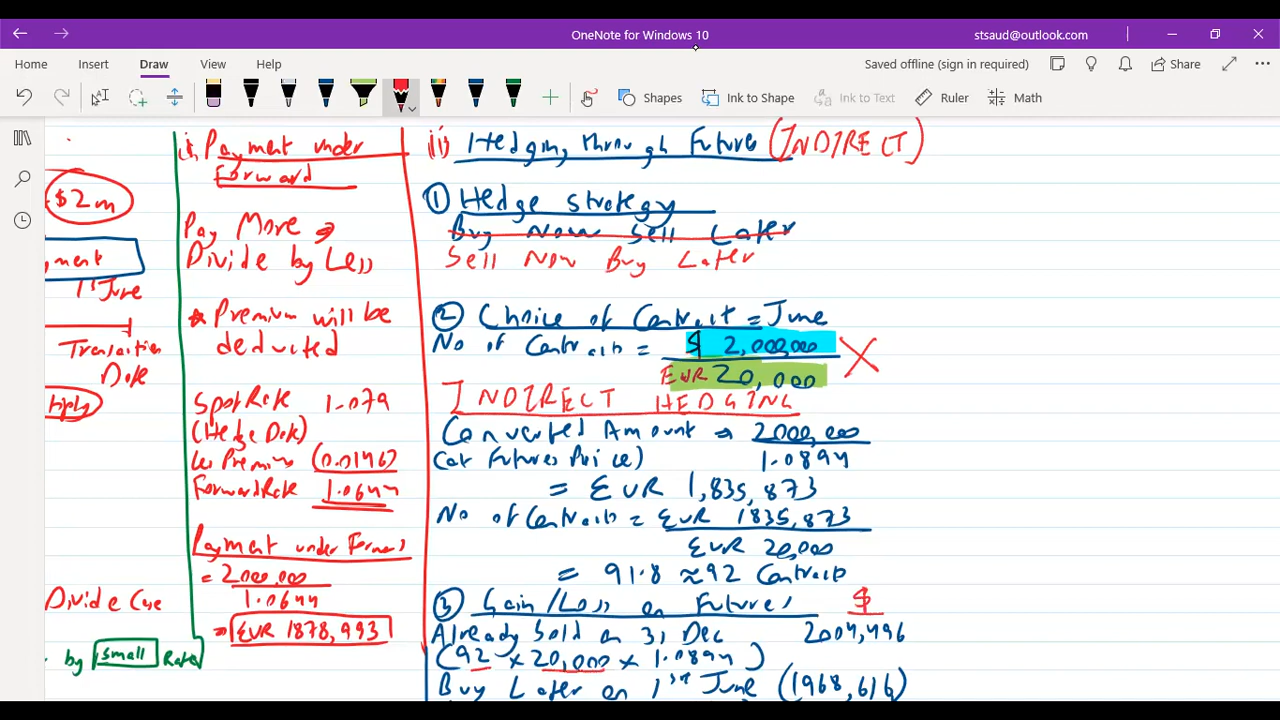 OneNote for Windows 10
stsaud@outlook.com
Home Insert Draw View Help
Saved offline (sign in required)
Share
Shapes
Ink to Shape
Ink to Text
Ruler
Math
$2m
yment
1st June
Transaction
Date
Divide Case
by Small Rate
ii, Payment under
Forward
Pay More →
Divide by Less
* Premium will be
deducted
Spot Rate 1.079
(Hedge Date)
Les Premium (0.0146)
Forward Rate 1.0644
Payment under Forward
= 2000,000
1.0644
→ EUR 1878,993
iii) Hedging through Future (INDIRECT)
① Hedge strategy
Buy Now Sell Later
Sell Now Buy Later
② Choice of Contract = June
No of Contracts = $ 2,000,000
EUR 20,000
INDIRECT HEDGING
Converted Amount → 2000,000
(at Futures Price) 1.0894
= EUR 1,835,873
No of Contracts = EUR 1835,873
EUR 20,000
= 91.8 ≈ 92 Contracts
③ Gain/Loss on Futures $
Already Sold on 31 Dec 2004,496
(92 × 20,000 × 1.0894)
Buy Later on 1st June (1968,616)